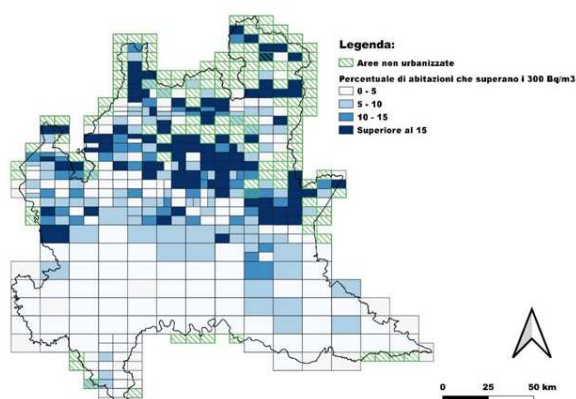 Legenda:
Aree non urbanizzate
Percentuale di abitazioni che superano i 300 Bq/m3
0 - 5
5 - 10
10 - 15
Superiore al 15
0 25 50 km